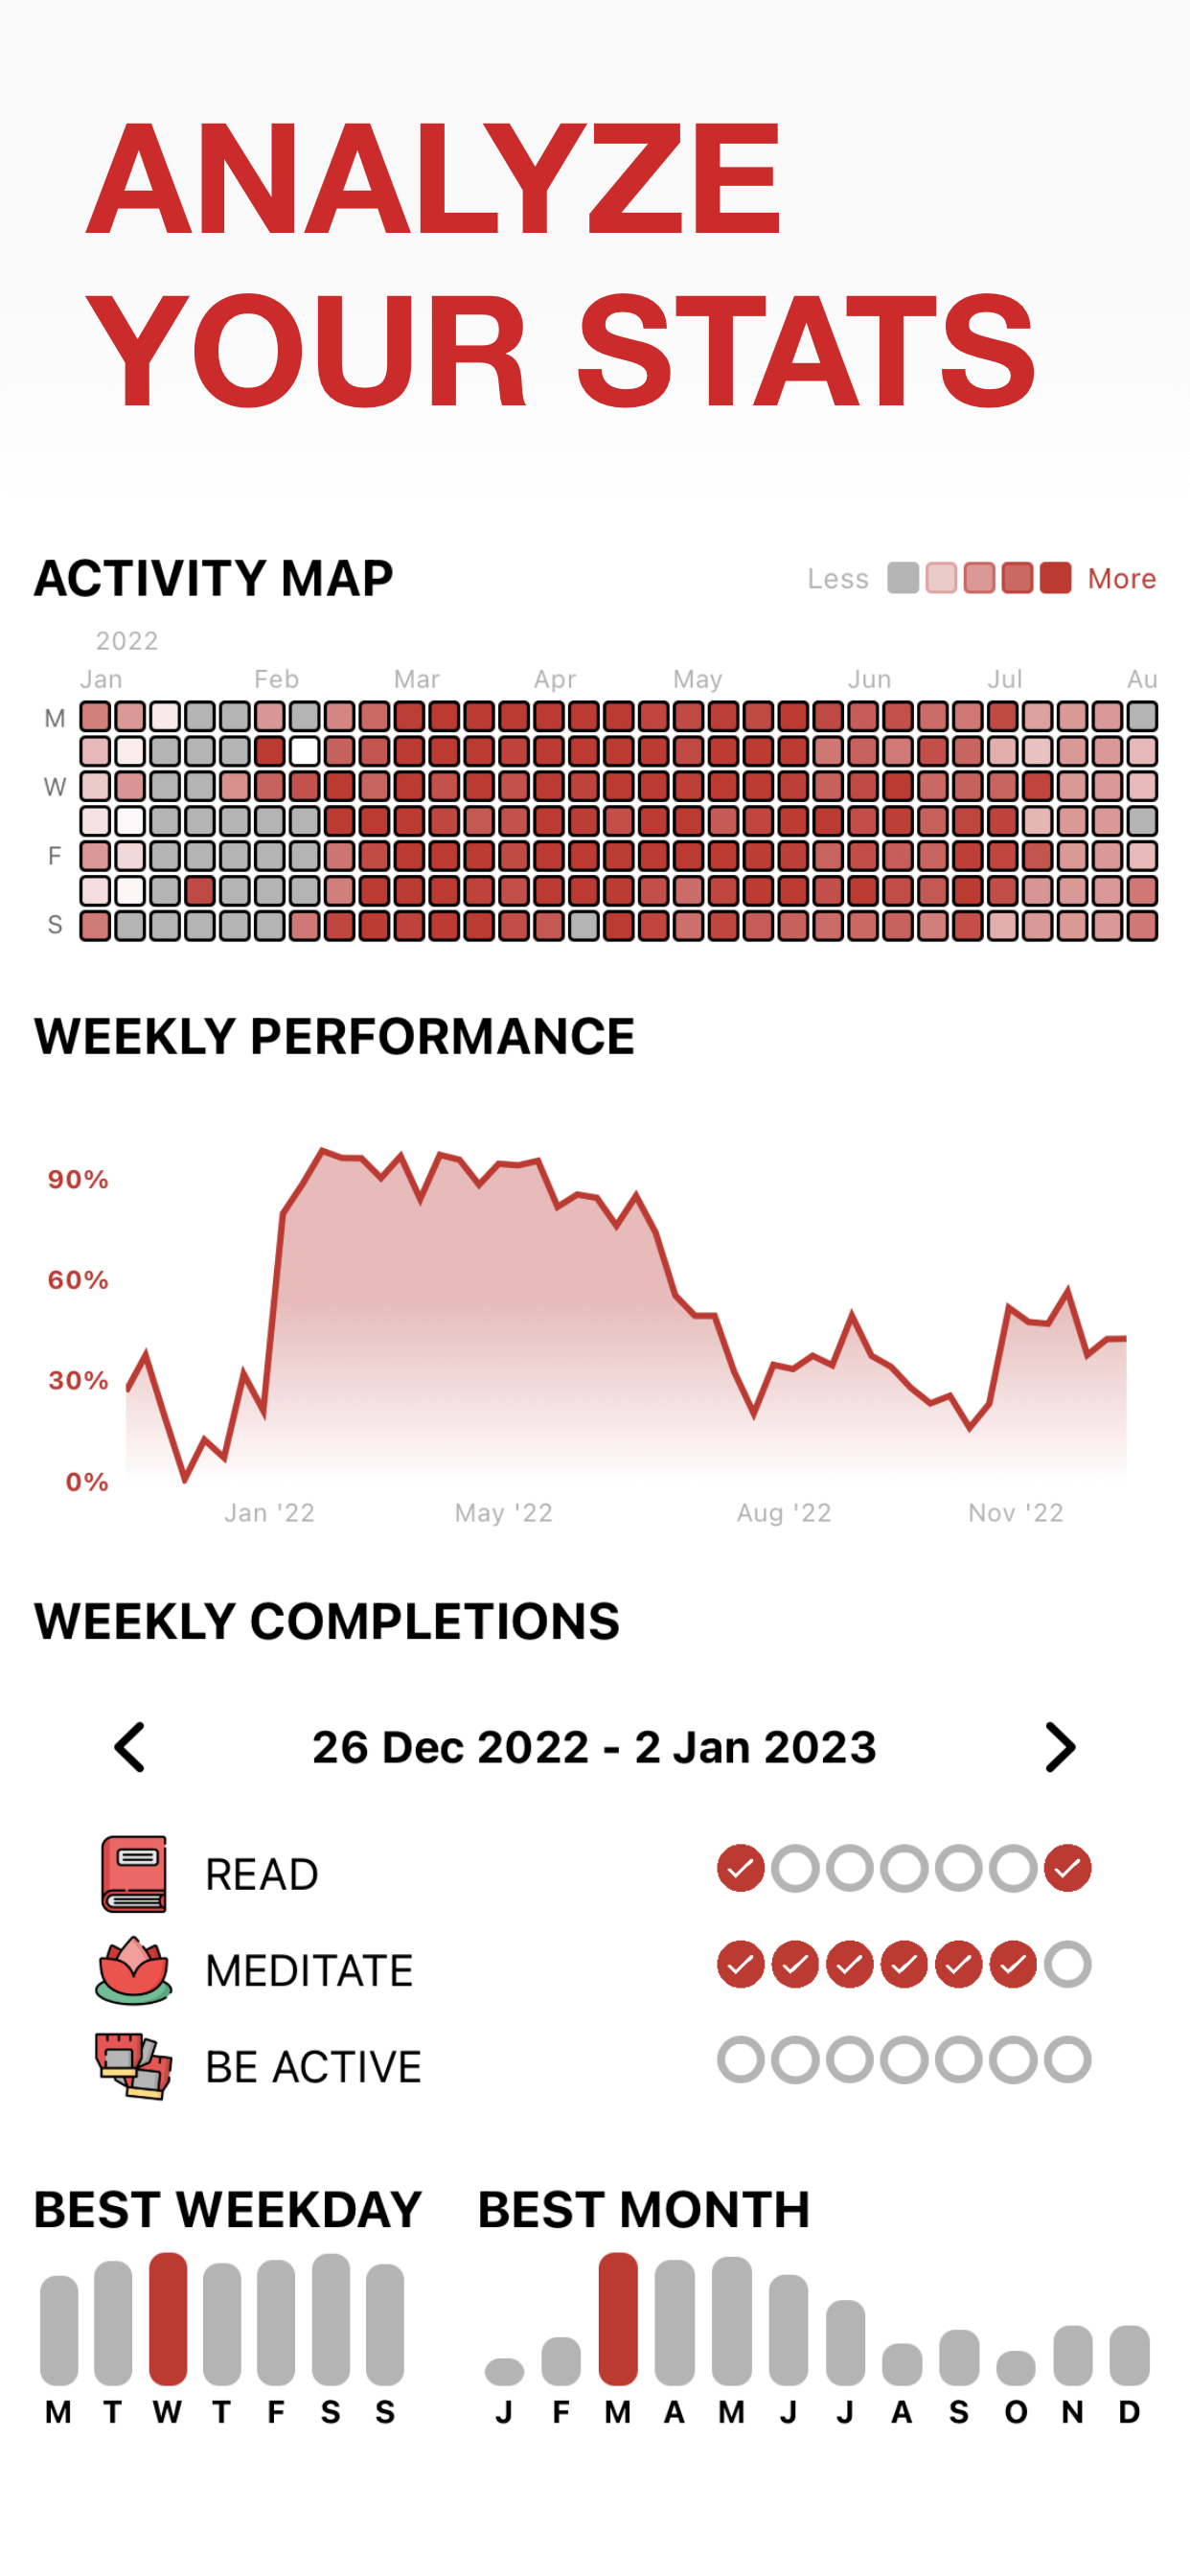 ANALYZE
YOUR STATS
ACTIVITY MAP
Less More
2022
Jan Feb Mar Apr May Jun Jul Au
M
W
F
S
WEEKLY PERFORMANCE
90%
60%
30%
0%
Jan '22 May '22 Aug '22 Nov '22
WEEKLY COMPLETIONS
26 Dec 2022 - 2 Jan 2023
READ
MEDITATE
BE ACTIVE
BEST WEEKDAY
M T W T F S S
BEST MONTH
J F M A M J J A S O N D